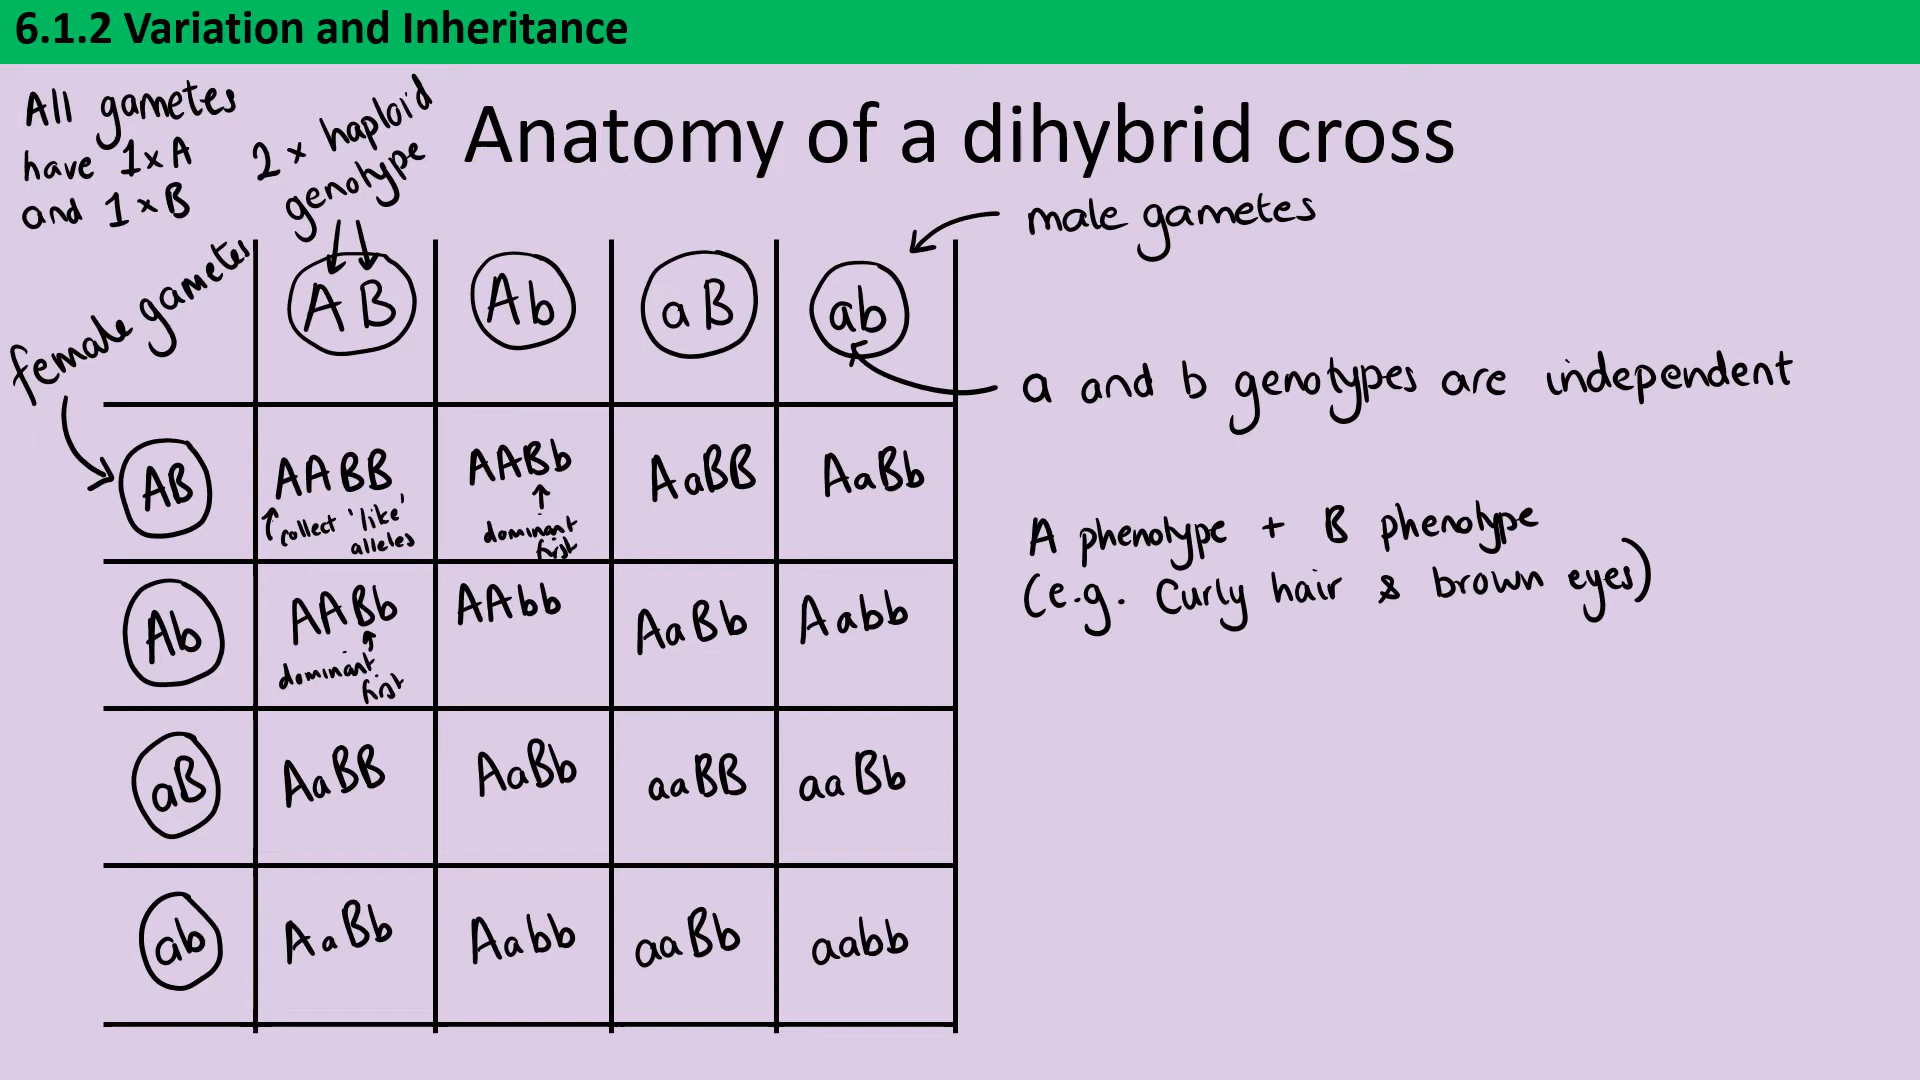 6.1.2 Variation and Inheritance
Anatomy of a dihybrid cross
All gametes
have 1 x A
and 1 x B
2 x haploid
genotype
male gametes
female gametes
AB
Ab
aB
ab
a and b genotypes are independent
AB
AABB
collect 'like'
alleles
AABb
dominant
first
AaBB
AaBb
A phenotype + B phenotype
(e.g. Curly hair & brown eyes)
Ab
AABb
dominant
first
AAbb
AaBb
Aabb
aB
AaBB
AaBb
aaBB
aaBb
ab
AaBb
Aabb
aaBb
aabb